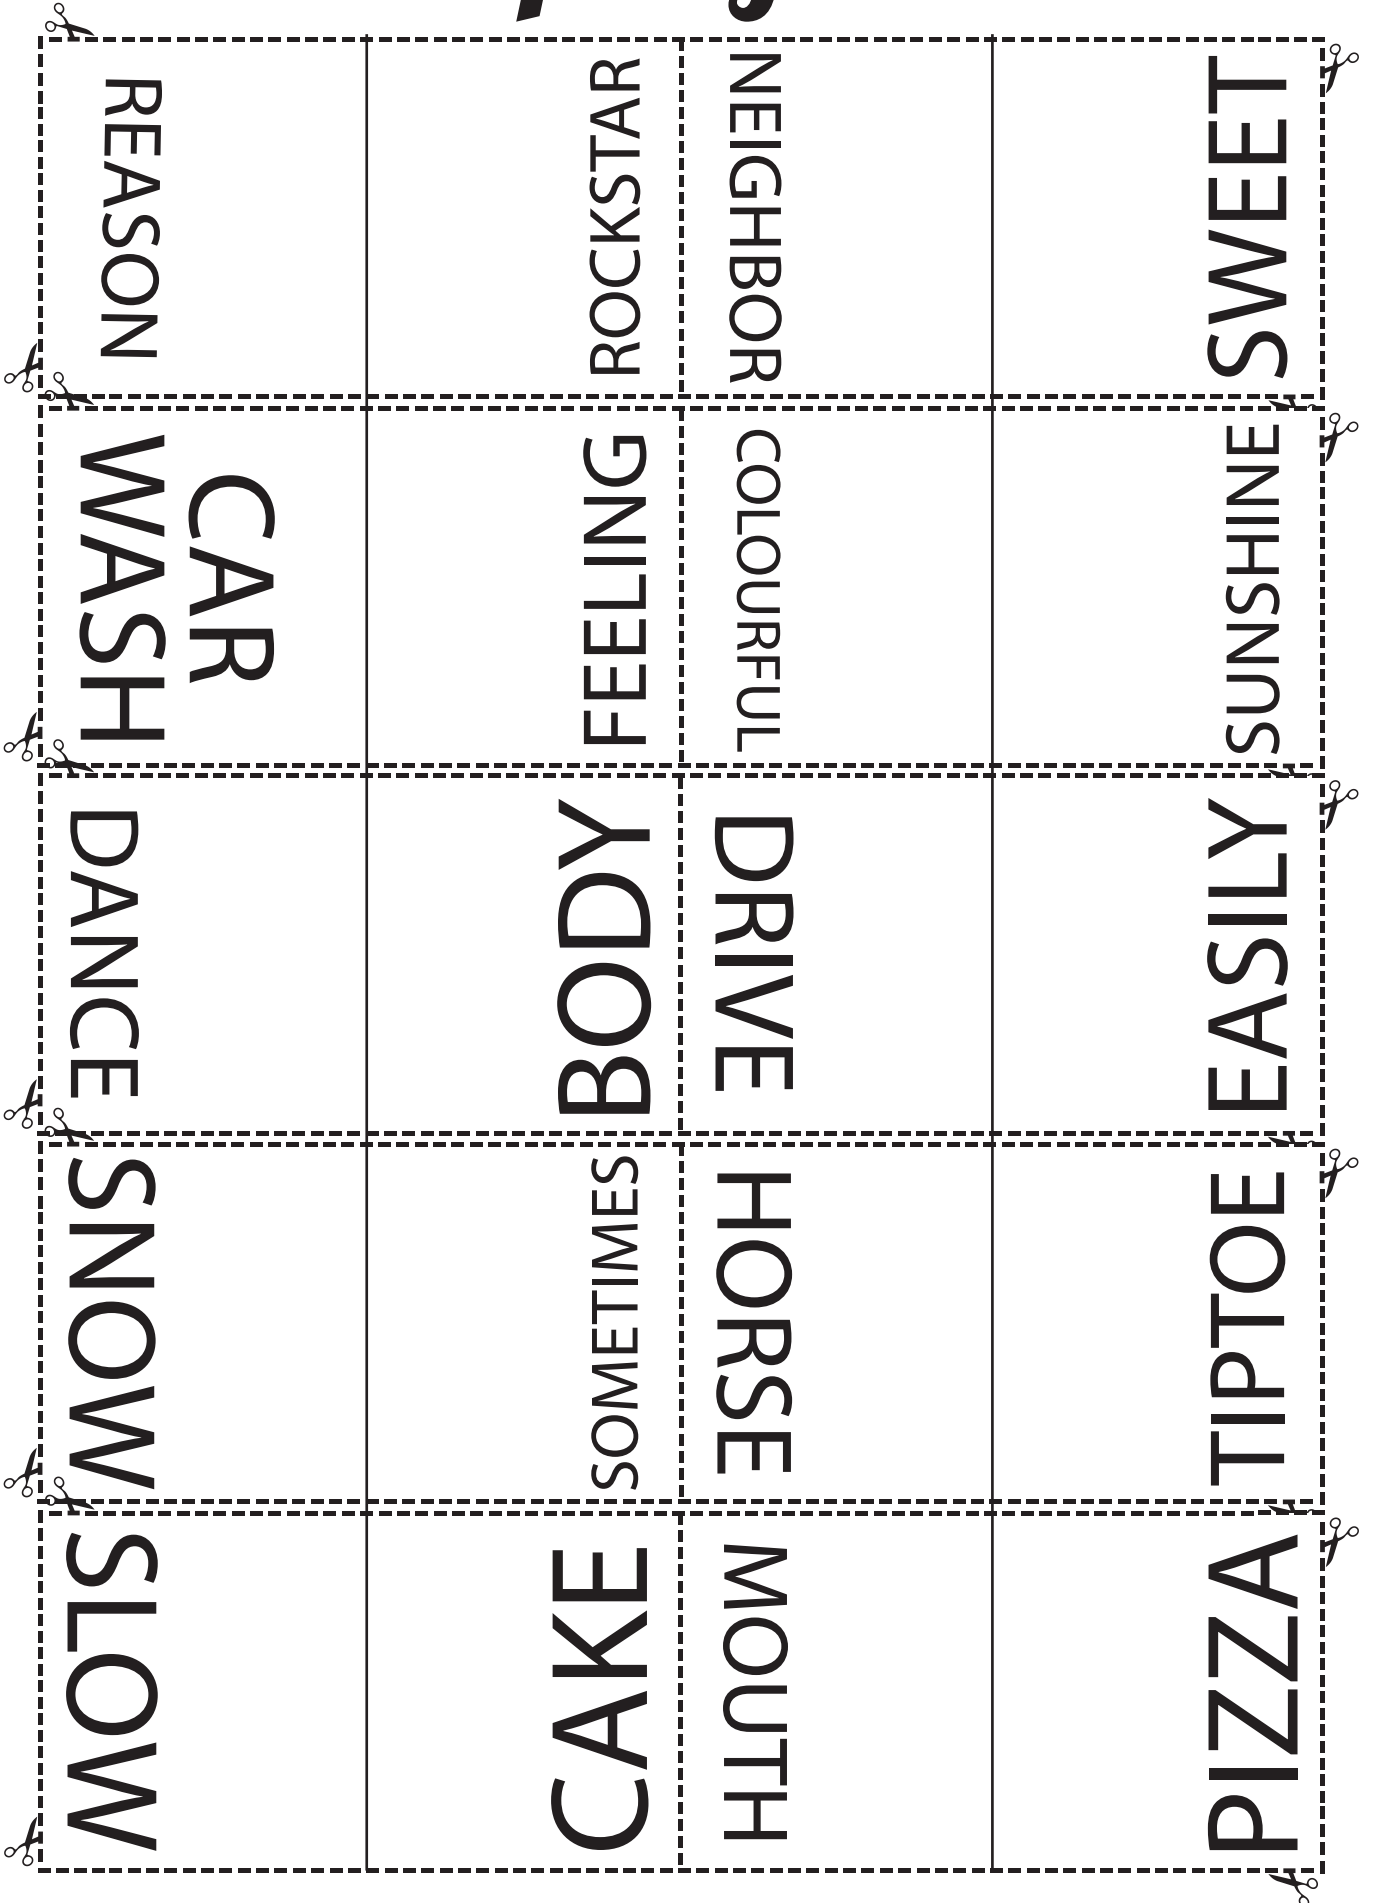 REASON
ROCKSTAR
NEIGHBOR
SWEET
CAR
WASH
FEELING
COLOURFUL
SUNSHINE
DANCE
BODY
DRIVE
EASILY
SNOW
SOMETIMES
HORSE
TIPTOE
SLOW
CAKE
MOUTH
PIZZA